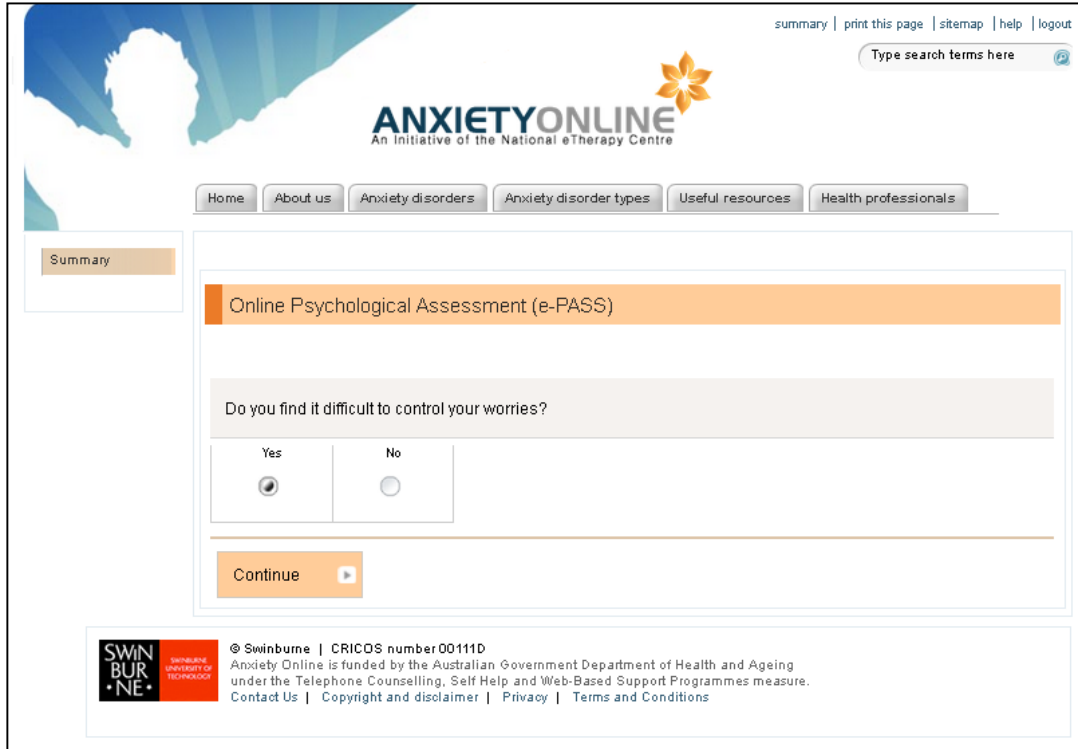 summary | print this page | sitemap | help | logout
Type search terms here
ANXIETYONLINE
An Initiative of the National eTherapy Centre
Home About us Anxiety disorders Anxiety disorder types Useful resources Health professionals
Summary
Online Psychological Assessment (e-PASS)
Do you find it difficult to control your worries?
Yes No
Continue
SWIN
BUR
• NE •
SWINBURNE
UNIVERSITY OF
TECHNOLOGY
© Swinburne | CRICOS number 00111D
Anxiety Online is funded by the Australian Government Department of Health and Ageing
under the Telephone Counselling, Self Help and Web-Based Support Programmes measure.
Contact Us | Copyright and disclaimer | Privacy | Terms and Conditions